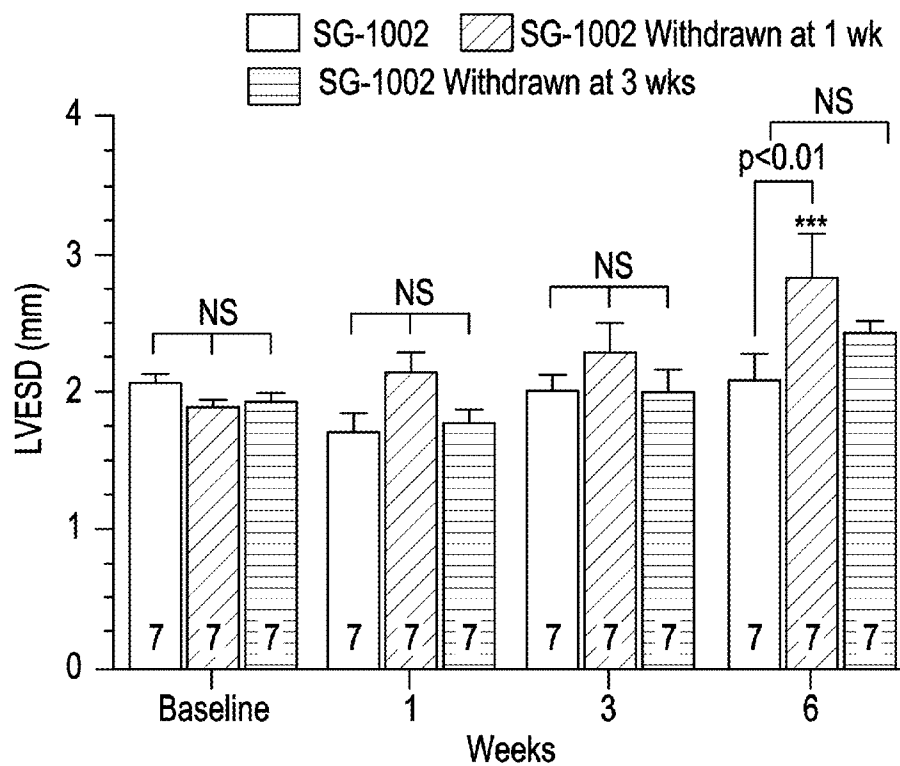 SG-1002 SG-1002 Withdrawn at 1 wk
SG-1002 Withdrawn at 3 wks
4
NS
p<0.01
3
***
NS
NS
NS
2
LVESD (mm)
1
7 7 7 7 7 7 7 7 7 7 7 7
0
Baseline 1 3 6
Weeks